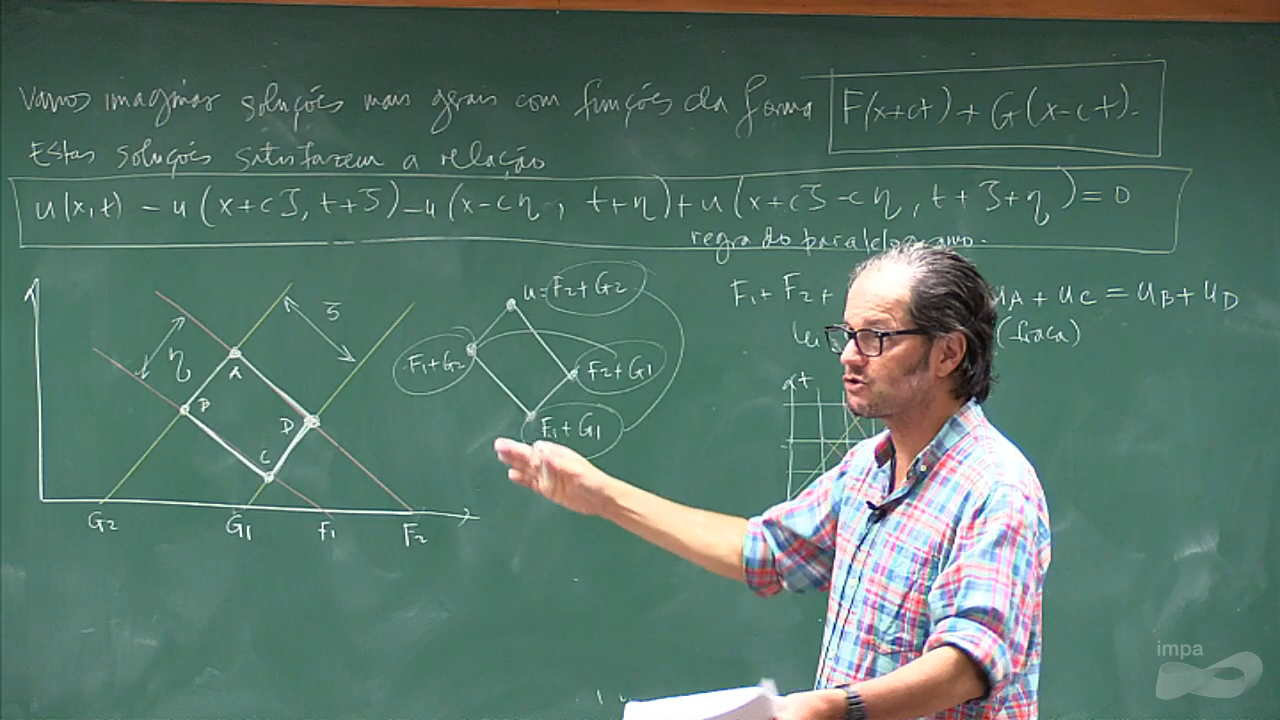 Vamos imaginar soluções mais gerais com funções da forma F(x+ct) + G(x-ct).
Estas soluções satisfazem a relação
u(x,t) - u(x+cζ, t+ζ) - u(x-cη, t+η) + u(x+cζ-cη, t+ζ+η) = 0
regra do paralelogramo.
η
ζ
A
B
C
D
G2
G1
F1
F2
u = F2+G2
F1+G2
F2+G1
F1+G1
F1 + F2 +
uA + uC = uB + uD
(fraca)
t
impa